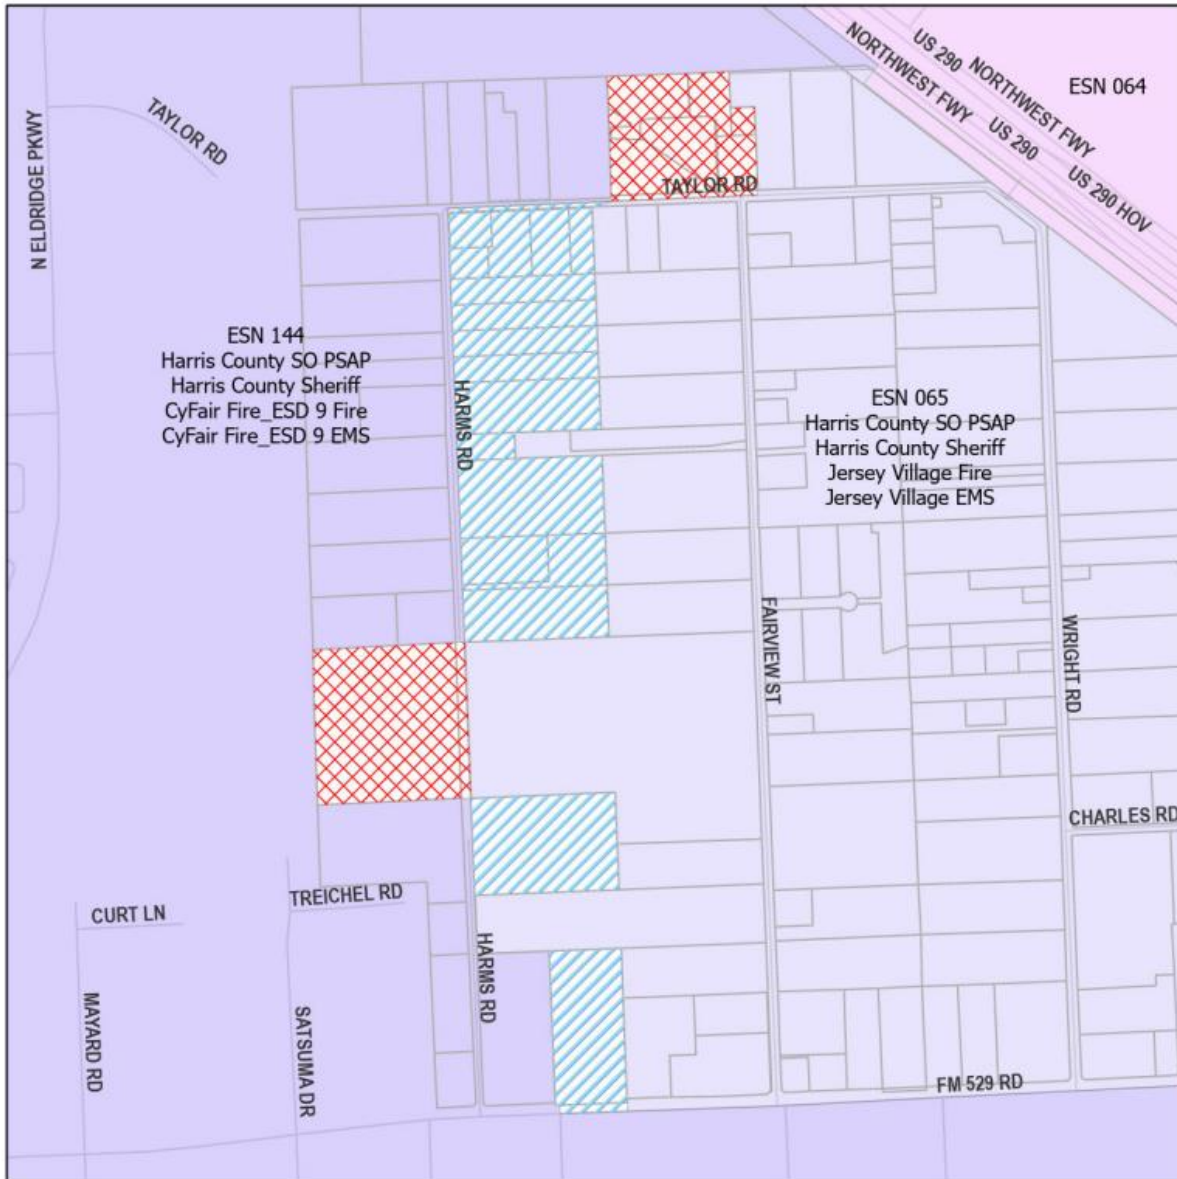 US 290
NORTHWEST FWY
NORTHWEST FWY
US 290
US 290 HOV
ESN 064
TAYLOR RD
N ELDRIDGE PKWY
TAYLOR RD
ESN 144
Harris County SO PSAP
Harris County Sheriff
CyFair Fire_ESD 9 Fire
CyFair Fire_ESD 9 EMS
HARMS RD
ESN 065
Harris County SO PSAP
Harris County Sheriff
Jersey Village Fire
Jersey Village EMS
FAIRVIEW ST
WRIGHT RD
CHARLES RD
TREICHEL RD
CURT LN
HARMS RD
MAYARD RD
SATSUMA DR
FM 529 RD